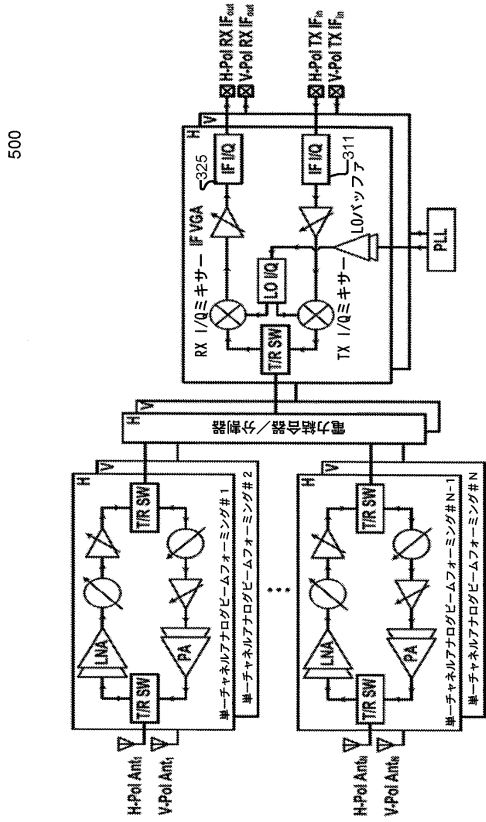 500
H-Pol Ant₁
V-Pol Ant₁
H
V
T/R SW
LNA
PA
T/R SW
単一チャネルアナログビームフォーミング#1
単一チャネルアナログビームフォーミング#2
H-Pol Antɴ
V-Pol Antɴ
H
V
T/R SW
LNA
PA
T/R SW
単一チャネルアナログビームフォーミング#N-1
単一チャネルアナログビームフォーミング#N
H
V
電力結合器/分割器
H
V
RX I/Qミキサー
IF VGA
325
IF I/Q
T/R SW
LO I/Q
IF I/Q
311
TX I/Qミキサー
LOバッファ
PLL
H-Pol RX IFout
V-Pol RX IFout
H-Pol TX IFin
V-Pol TX IFin